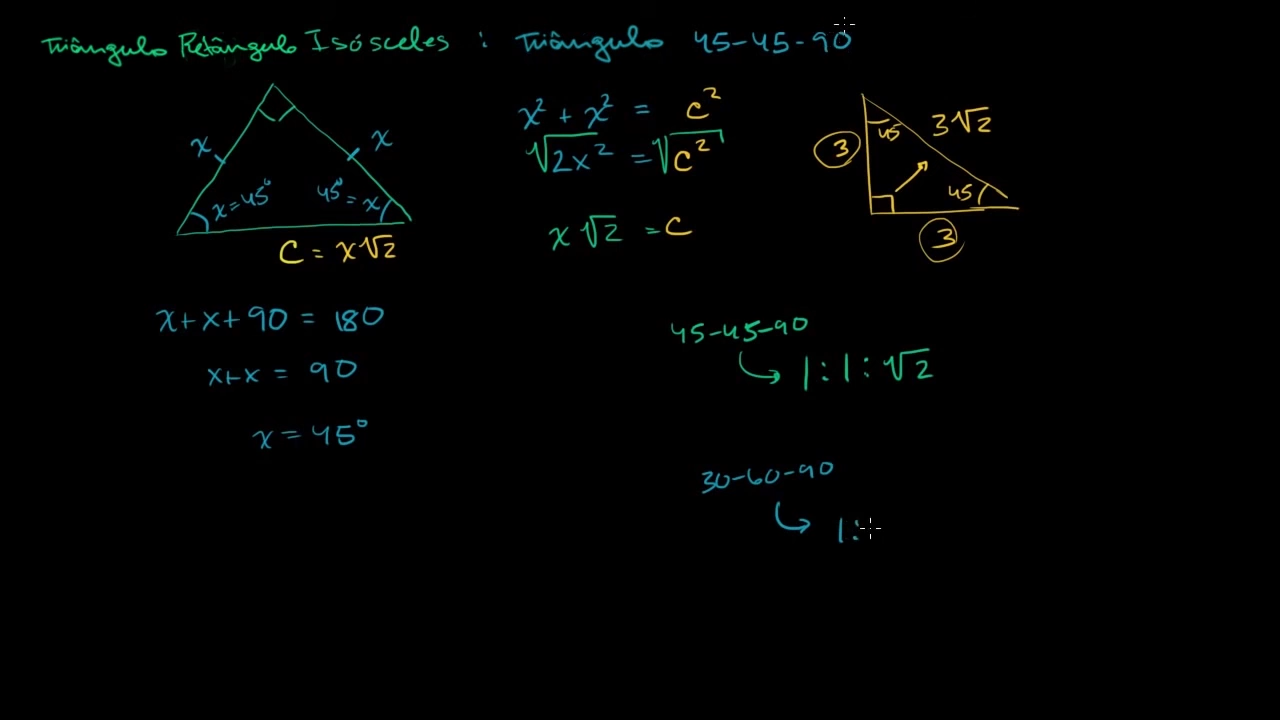 Triângulo Retângulo Isósceles : Triângulo 45-45-90
x
x
x=45°
45°=x
C = x√2
x² + x² = c²
√2x² = √c²
x√2 = C
3
45
3√2
45
3
x+x+90 = 180
x+x = 90
x = 45°
45-45-90
1:1:√2
30-60-90
1: